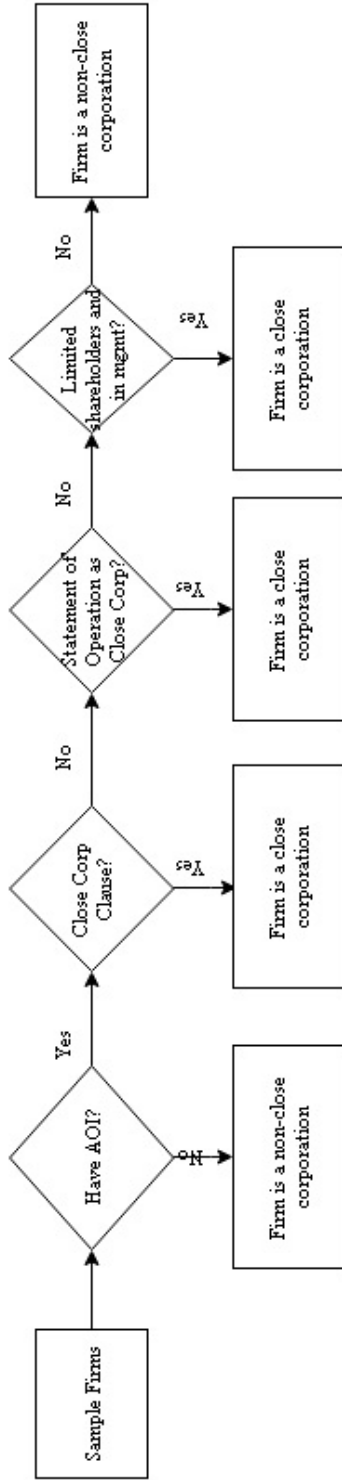 Sample Firms
Have AOI?
Yes
No
Firm is a non-close
corporation
Close Corp
Clause?
No
Yes
Firm is a close
corporation
Statement of
Operation as
Close Corp?
No
Yes
Firm is a close
corporation
Limited
shareholders and
in mgmt?
No
Yes
Firm is a close
corporation
Firm is a non-close
corporation